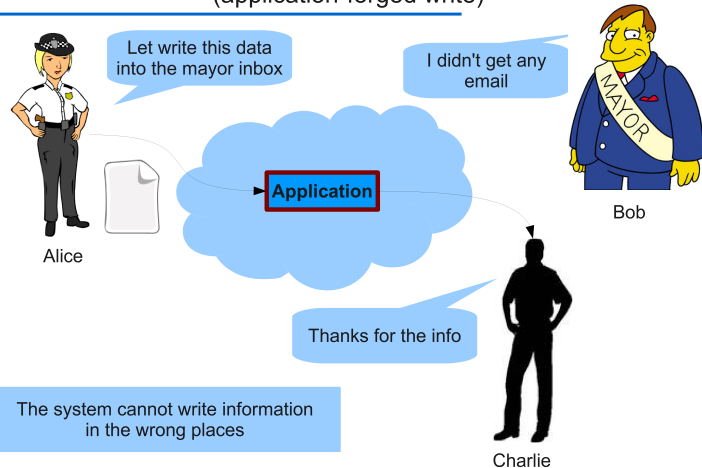 (application-forged write)
Let write this data
into the mayor inbox
I didn't get any
email
MAYOR
Application
Bob
Alice
Thanks for the info
The system cannot write information
in the wrong places
Charlie